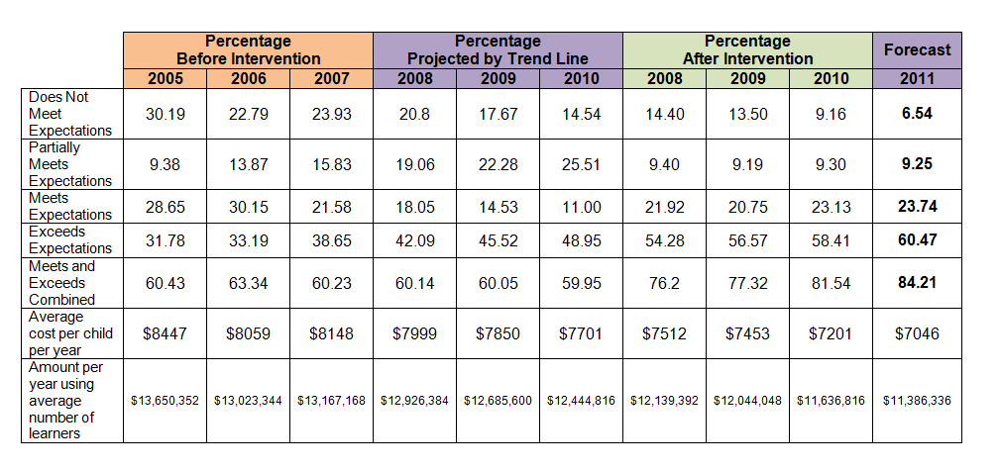 Percentage
Before Intervention
Percentage
Projected by Trend Line
Percentage
After Intervention
Forecast
2005 2006 2007 2008 2009 2010 2008 2009 2010 2011
Does Not
Meet
Expectations
30.19 22.79 23.93 20.8 17.67 14.54 14.40 13.50 9.16 6.54
Partially
Meets
Expectations
9.38 13.87 15.83 19.06 22.28 25.51 9.40 9.19 9.30 9.25
Meets
Expectations
28.65 30.15 21.58 18.05 14.53 11.00 21.92 20.75 23.13 23.74
Exceeds
Expectations
31.78 33.19 38.65 42.09 45.52 48.95 54.28 56.57 58.41 60.47
Meets and
Exceeds
Combined
60.43 63.34 60.23 60.14 60.05 59.95 76.2 77.32 81.54 84.21
Average
cost per child
per year
$8447 $8059 $8148 $7999 $7850 $7701 $7512 $7453 $7201 $7046
Amount per
year using
average
number of
learners
$13,650,352 $13,023,344 $13,167,168 $12,926,384 $12,685,600 $12,444,816 $12,139,392 $12,044,048 $11,636,816 $11,386,336